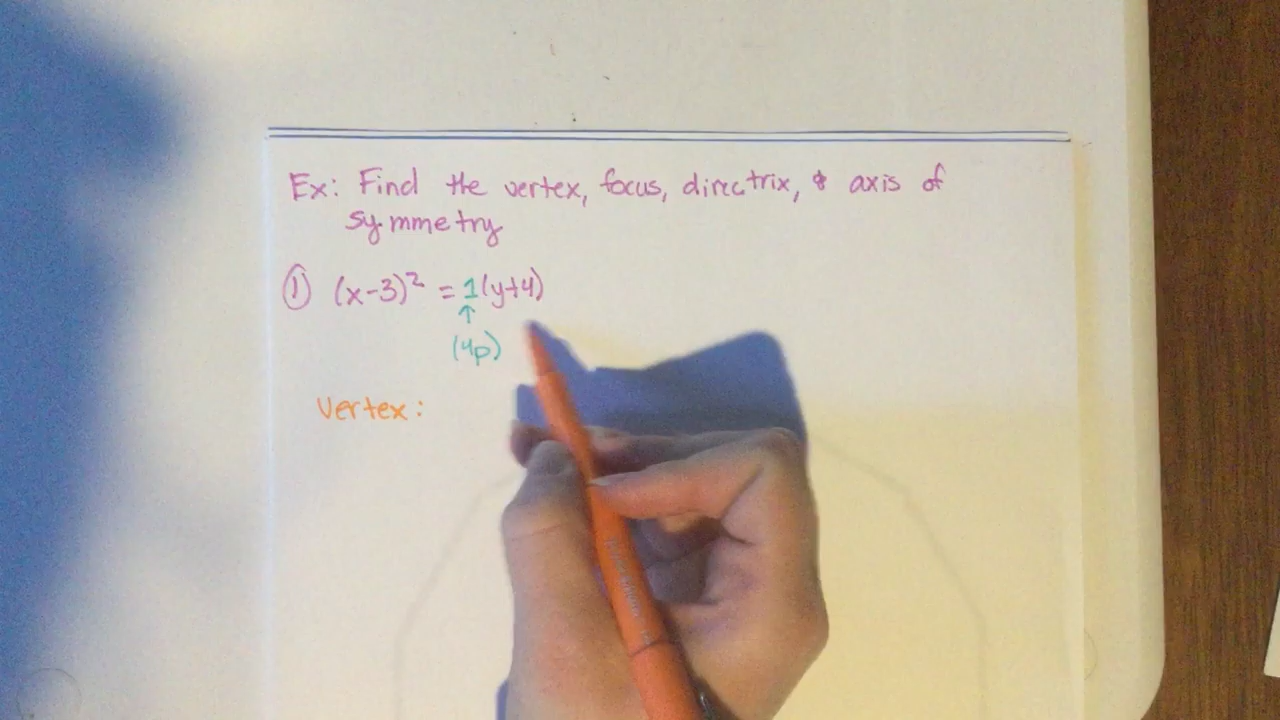 Ex: Find the vertex, focus, directrix, & axis of
symmetry
① (x-3)² = 1(y+4)
↑
(4p)
Vertex: